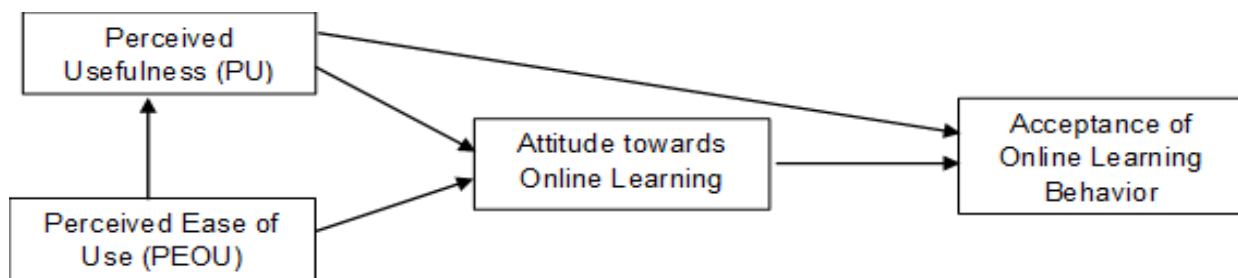 Perceived
Usefulness (PU)
Attitude towards
Online Learning
Acceptance of
Online Learning
Behavior
Perceived Ease of
Use (PEOU)